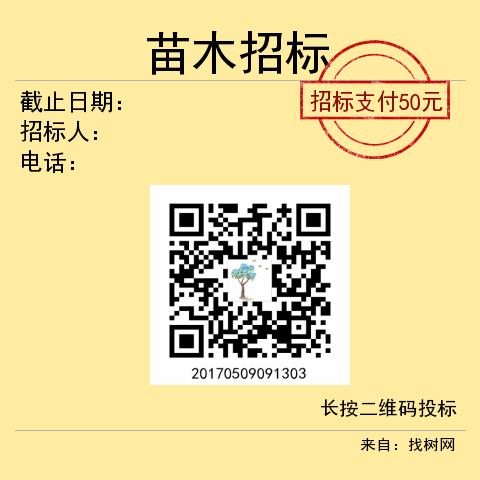 苗木招标
招标支付50元
截止日期：
招标人：
电话：
20170509091303
长按二维码投标
来自：找树网